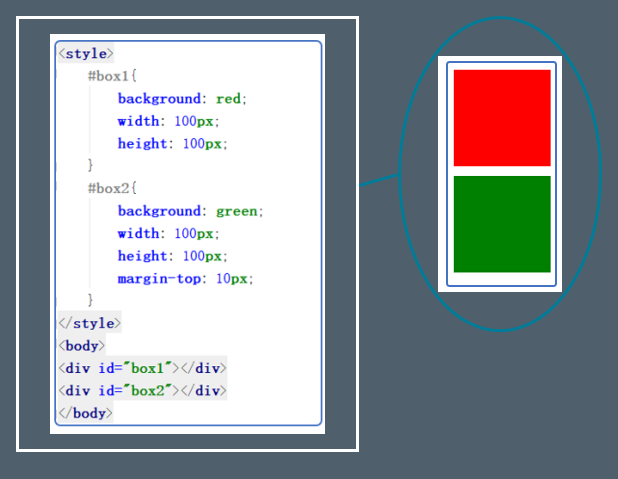 <style>
#box1{
background: red;
width: 100px;
height: 100px;
}
#box2{
background: green;
width: 100px;
height: 100px;
margin-top: 10px;
}
</style>
<body>
<div id="box1"></div>
<div id="box2"></div>
</body>